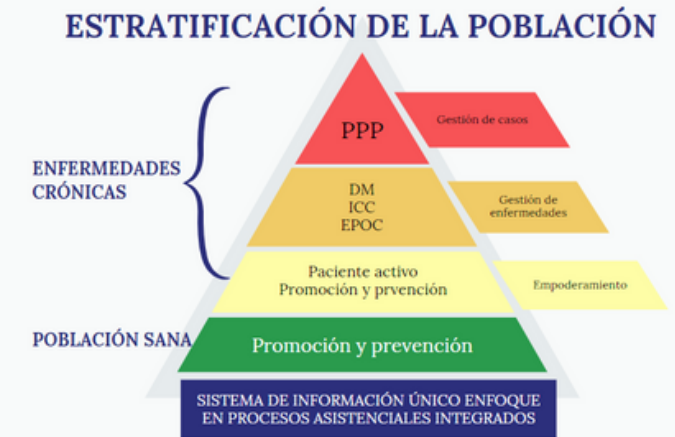 ESTRATIFICACIÓN DE LA POBLACIÓN
PPP
Gestión de casos
ENFERMEDADES
CRÓNICAS
DM
ICC
EPOC
Gestión de
enfermedades
Paciente activo
Promoción y prvención
Empoderamiento
POBLACIÓN SANA
Promoción y prevención
SISTEMA DE INFORMACIÓN ÚNICO ENFOQUE
EN PROCESOS ASISTENCIALES INTEGRADOS